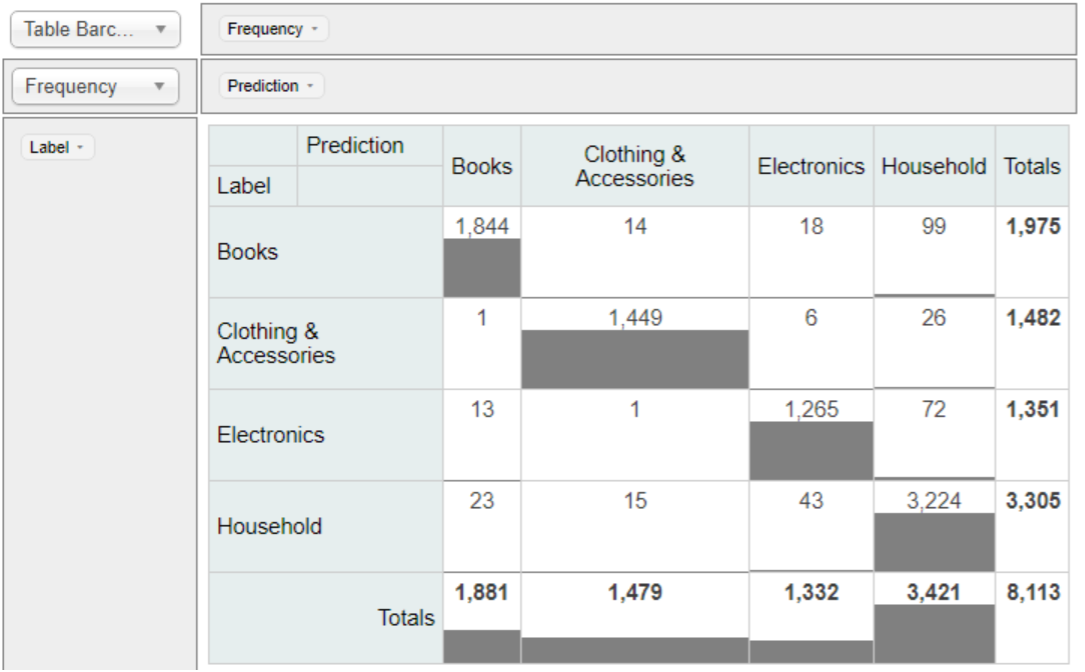 Table Barc...
Frequency
Frequency
Prediction
Label
Prediction
Label
Books
Clothing &
Accessories
Electronics
Household
Totals
Books
1,844
14
18
99
1,975
Clothing &
Accessories
1
1,449
6
26
1,482
Electronics
13
1
1,265
72
1,351
Household
23
15
43
3,224
3,305
Totals
1,881
1,479
1,332
3,421
8,113